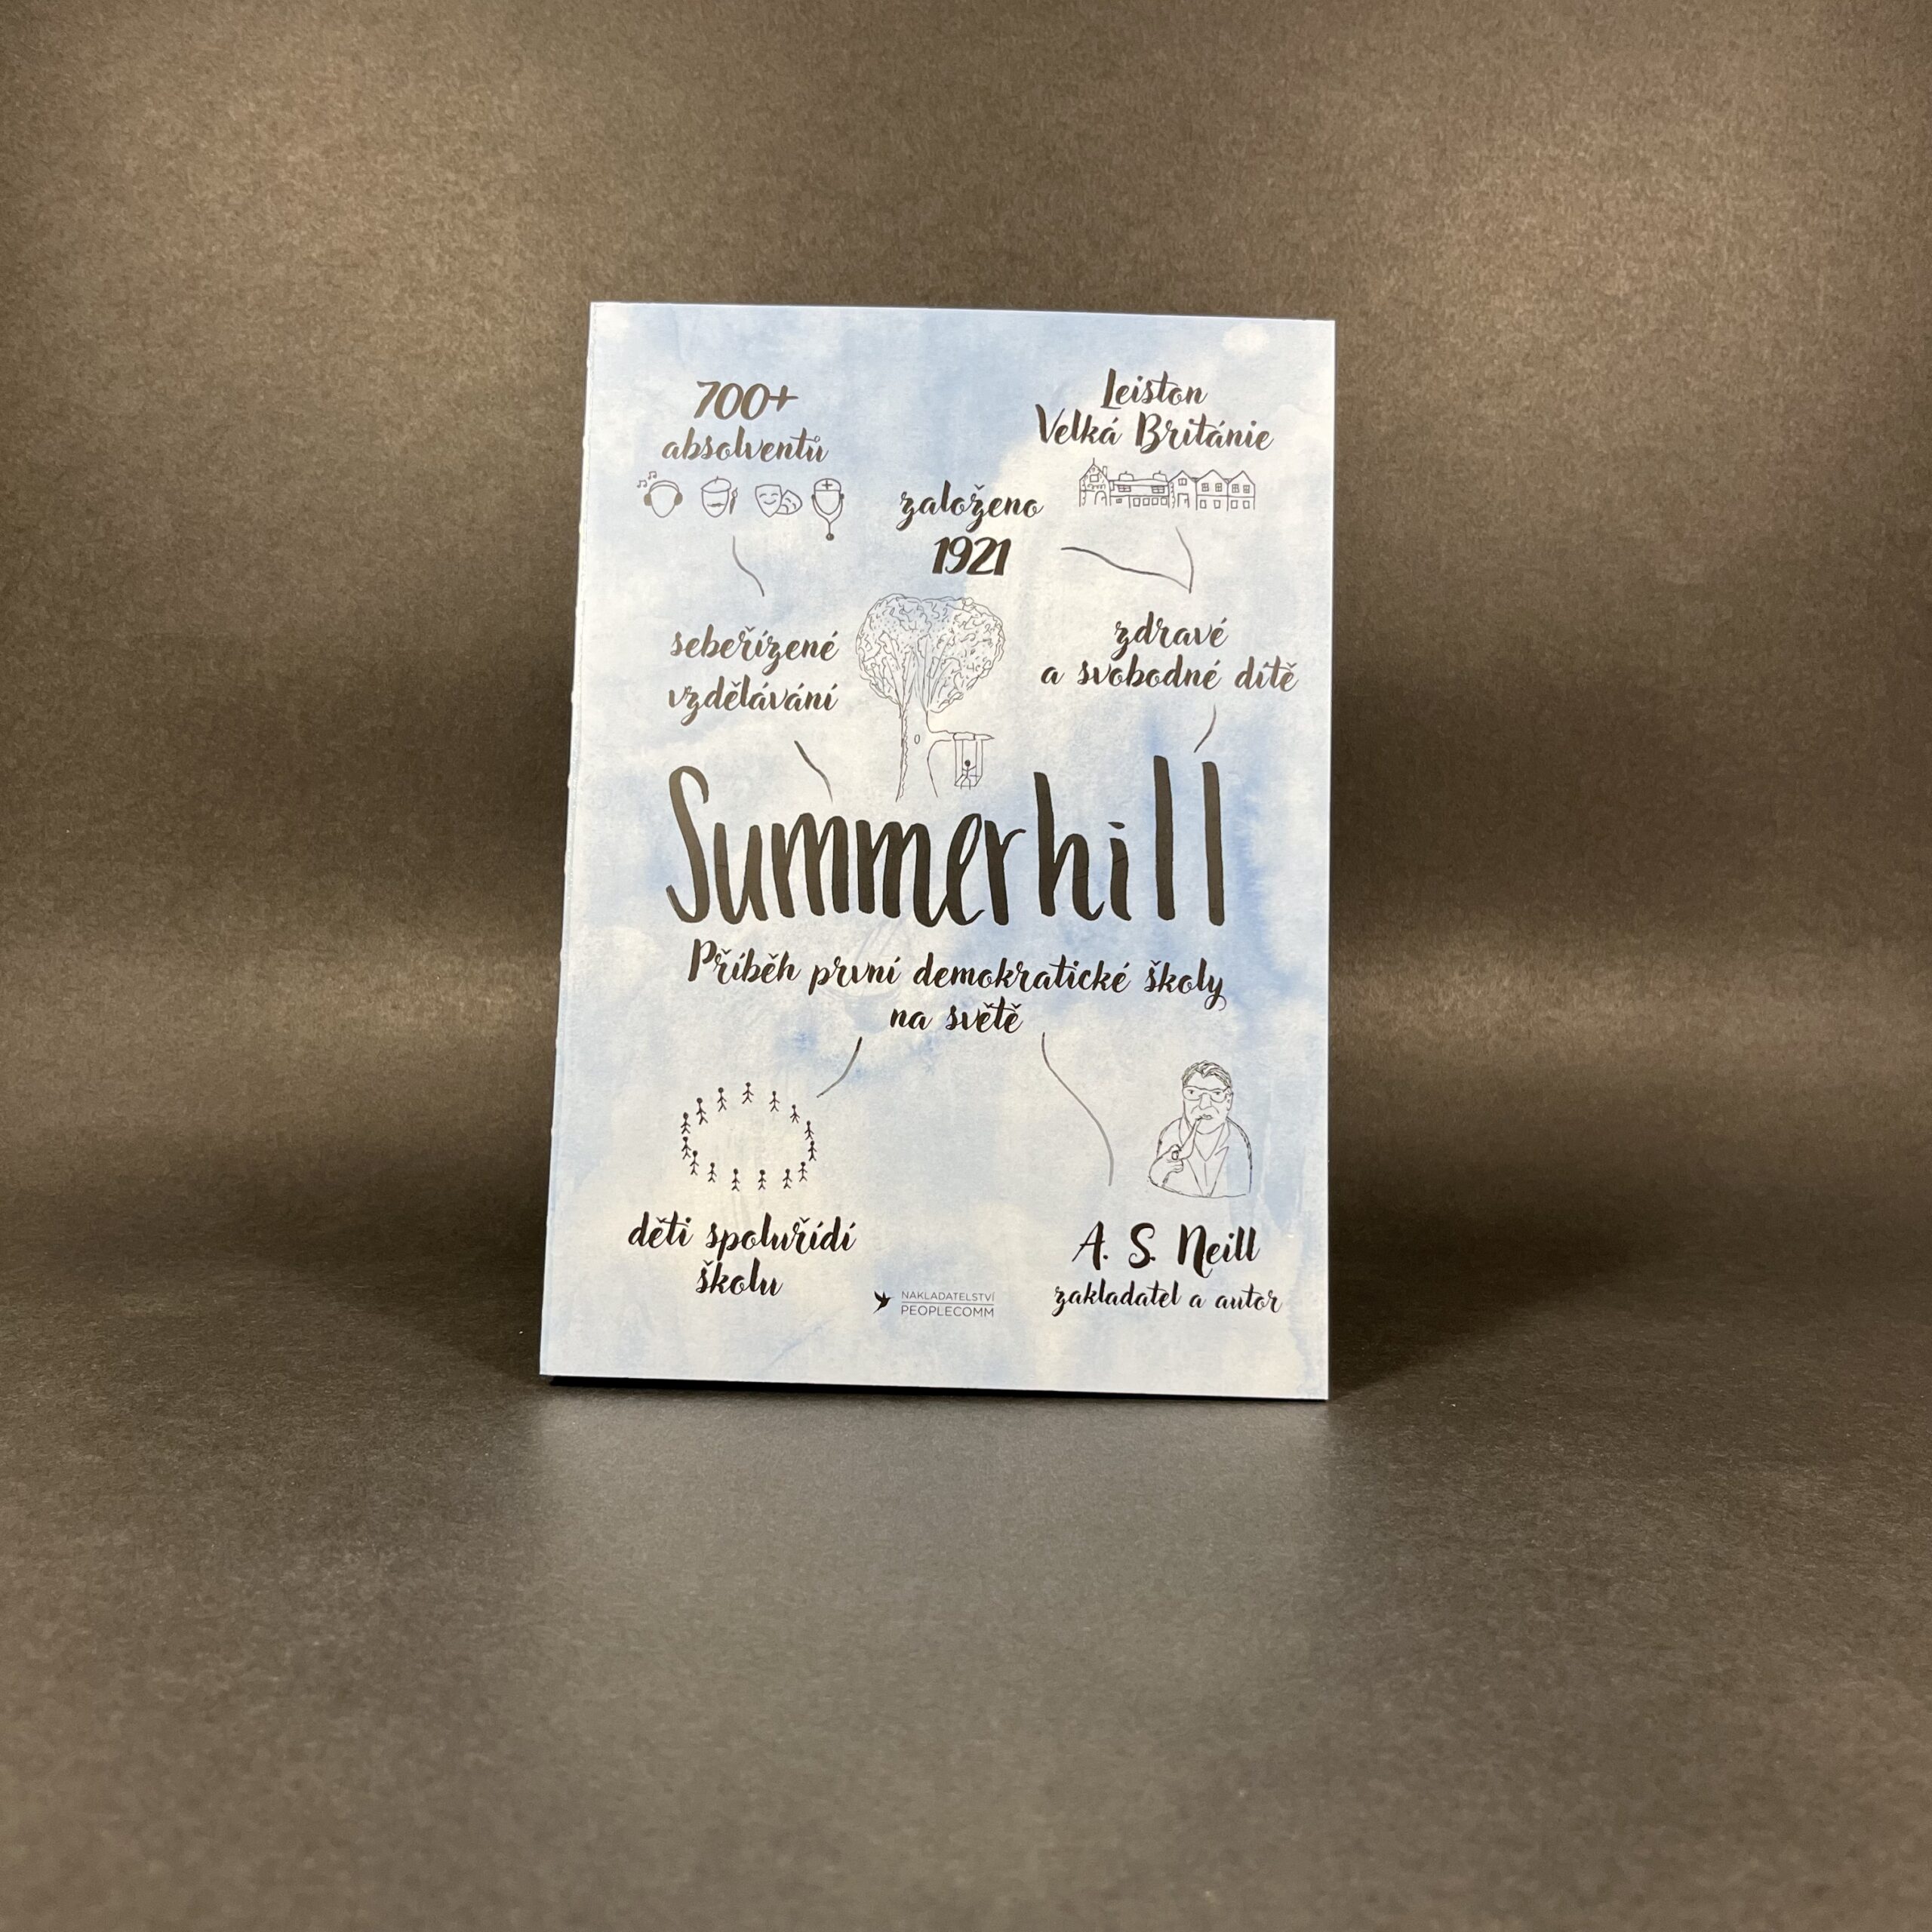 700+
absolventů
Leiston
Velká Británie
založeno
1921
sebeřízené
vzdělávání
zdravé
a svobodné dítě
Summerhill
Příběh první demokratické školy
na světě
děti spoluřídí
školu
A. S. Neill
zakladatel a autor
NAKLADATELSTVÍ
PEOPLECOMM